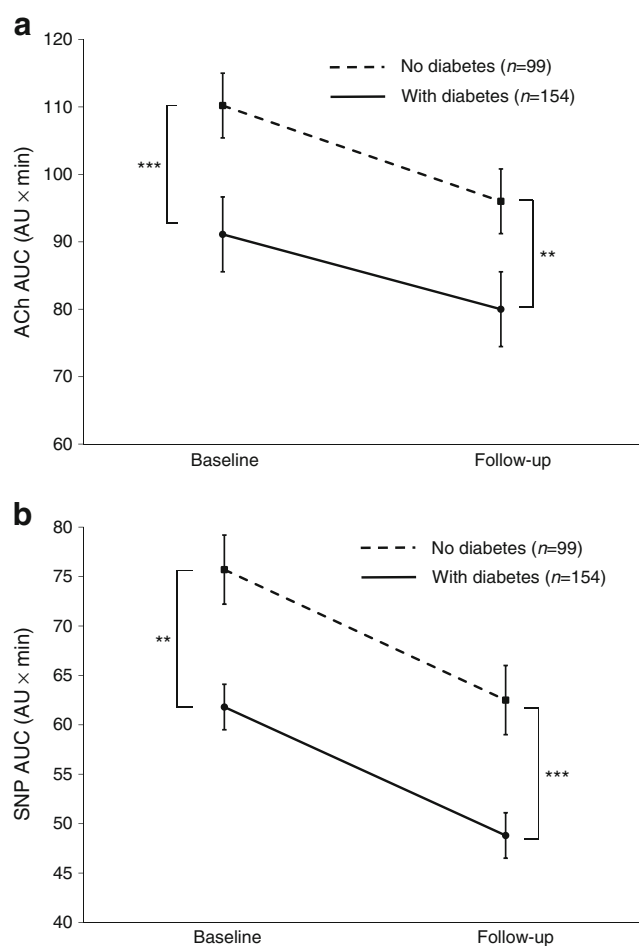 a
120
110
100
90
80
70
60
ACh AUC (AU × min)
No diabetes (n=99)
With diabetes (n=154)
***
**
Baseline Follow-up
b
80
75
70
65
60
55
50
45
40
SNP AUC (AU × min)
No diabetes (n=99)
With diabetes (n=154)
**
***
Baseline Follow-up